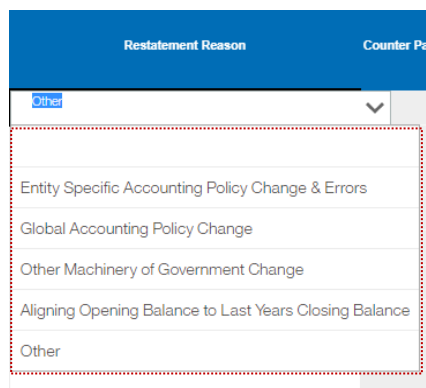 Restatement Reason Counter Pa
Other
Entity Specific Accounting Policy Change & Errors
Global Accounting Policy Change
Other Machinery of Government Change
Aligning Opening Balance to Last Years Closing Balance
Other